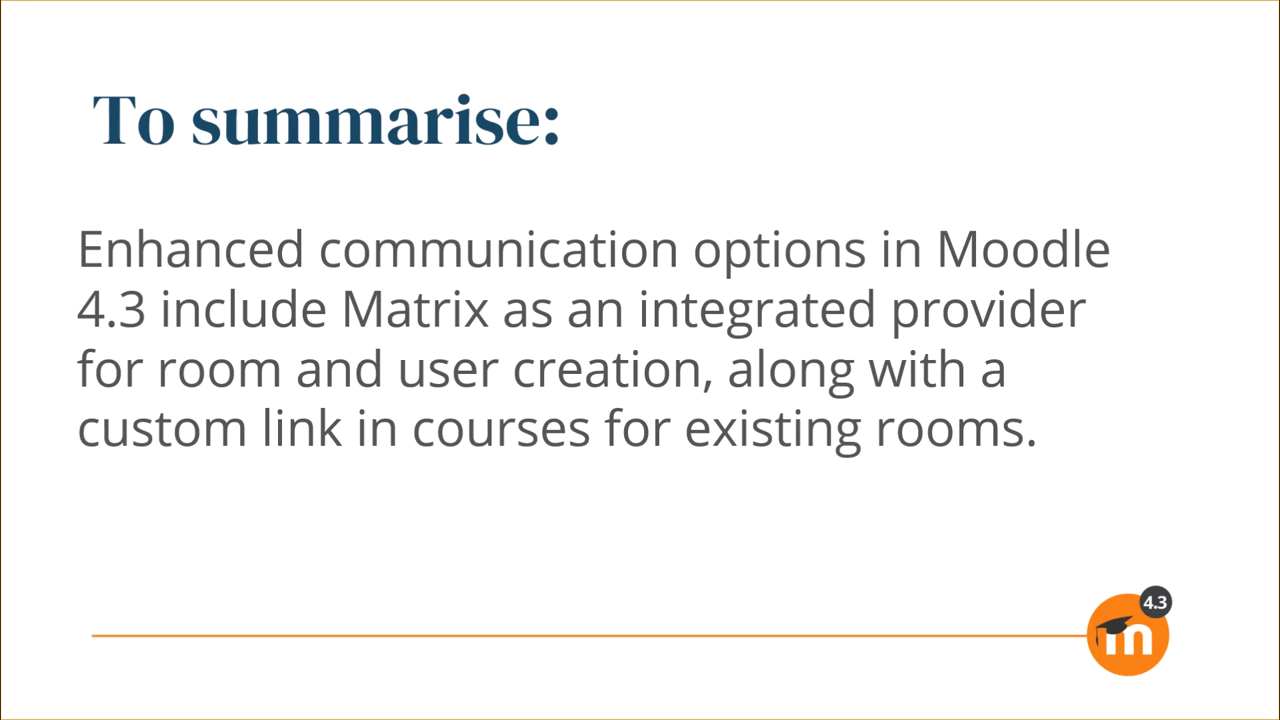 To summarise:
Enhanced communication options in Moodle
4.3 include Matrix as an integrated provider
for room and user creation, along with a
custom link in courses for existing rooms.
4.3
m